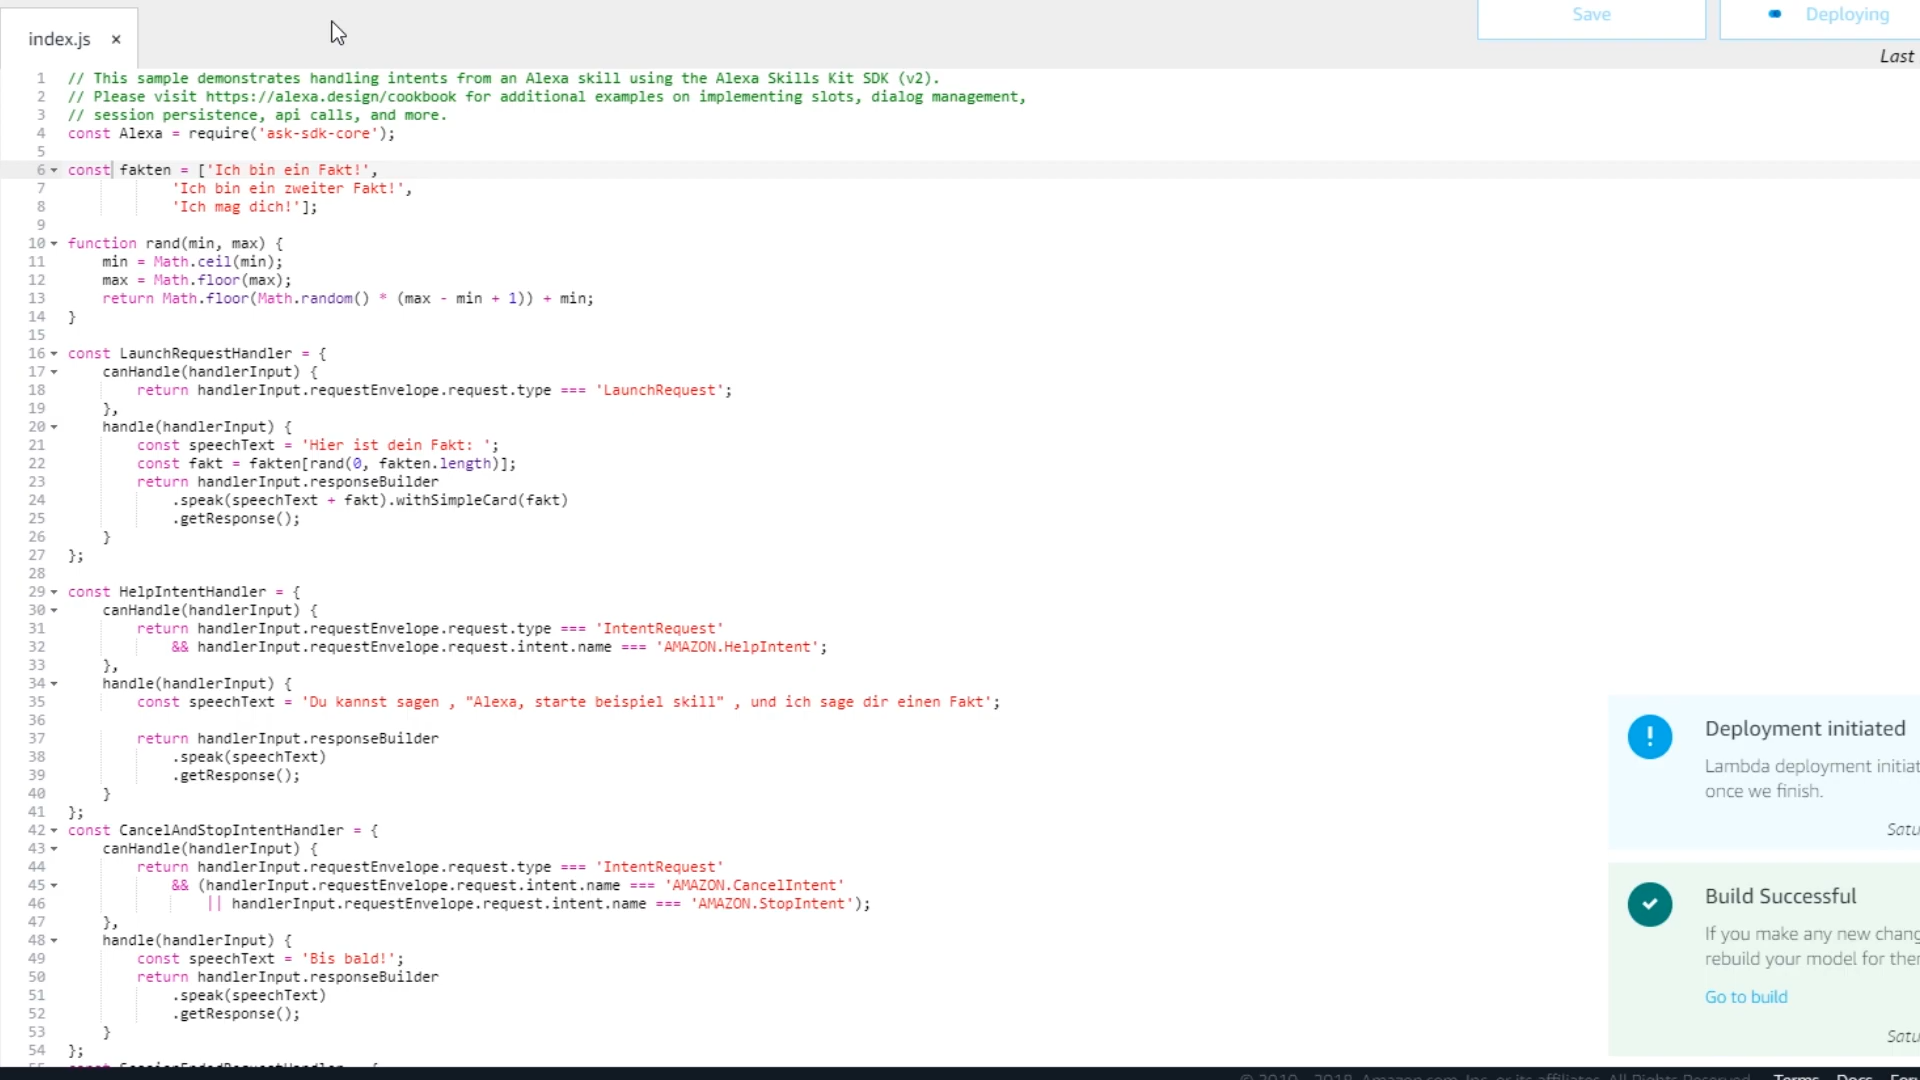 Save
Deploying
index.js ×
Last
1 // This sample demonstrates handling intents from an Alexa skill using the Alexa Skills Kit SDK (v2).
2 // Please visit https://alexa.design/cookbook for additional examples on implementing slots, dialog management,
3 // session persistence, api calls, and more.
4 const Alexa = require('ask-sdk-core');
5
6 const fakten = ['Ich bin ein Fakt!',
7 'Ich bin ein zweiter Fakt!',
8 'Ich mag dich!'];
9
10 function rand(min, max) {
11 min = Math.ceil(min);
12 max = Math.floor(max);
13 return Math.floor(Math.random() * (max - min + 1)) + min;
14 }
15
16 const LaunchRequestHandler = {
17 canHandle(handlerInput) {
18 return handlerInput.requestEnvelope.request.type === 'LaunchRequest';
19 },
20 handle(handlerInput) {
21 const speechText = 'Hier ist dein Fakt: ';
22 const fakt = fakten[rand(0, fakten.length)];
23 return handlerInput.responseBuilder
24 .speak(speechText + fakt).withSimpleCard(fakt)
25 .getResponse();
26 }
27 };
28
29 const HelpIntentHandler = {
30 canHandle(handlerInput) {
31 return handlerInput.requestEnvelope.request.type === 'IntentRequest'
32 && handlerInput.requestEnvelope.request.intent.name === 'AMAZON.HelpIntent';
33 },
34 handle(handlerInput) {
35 const speechText = 'Du kannst sagen , "Alexa, starte beispiel skill" , und ich sage dir einen Fakt';
36
37 return handlerInput.responseBuilder
38 .speak(speechText)
39 .getResponse();
40 }
41 };
42 const CancelAndStopIntentHandler = {
43 canHandle(handlerInput) {
44 return handlerInput.requestEnvelope.request.type === 'IntentRequest'
45 && (handlerInput.requestEnvelope.request.intent.name === 'AMAZON.CancelIntent'
46 || handlerInput.requestEnvelope.request.intent.name === 'AMAZON.StopIntent');
47 },
48 handle(handlerInput) {
49 const speechText = 'Bis bald!';
50 return handlerInput.responseBuilder
51 .speak(speechText)
52 .getResponse();
53 }
54 };
Deployment initiated
Lambda deployment initiat
once we finish.
Satu
Build Successful
If you make any new chang
rebuild your model for the
Go to build
Satu